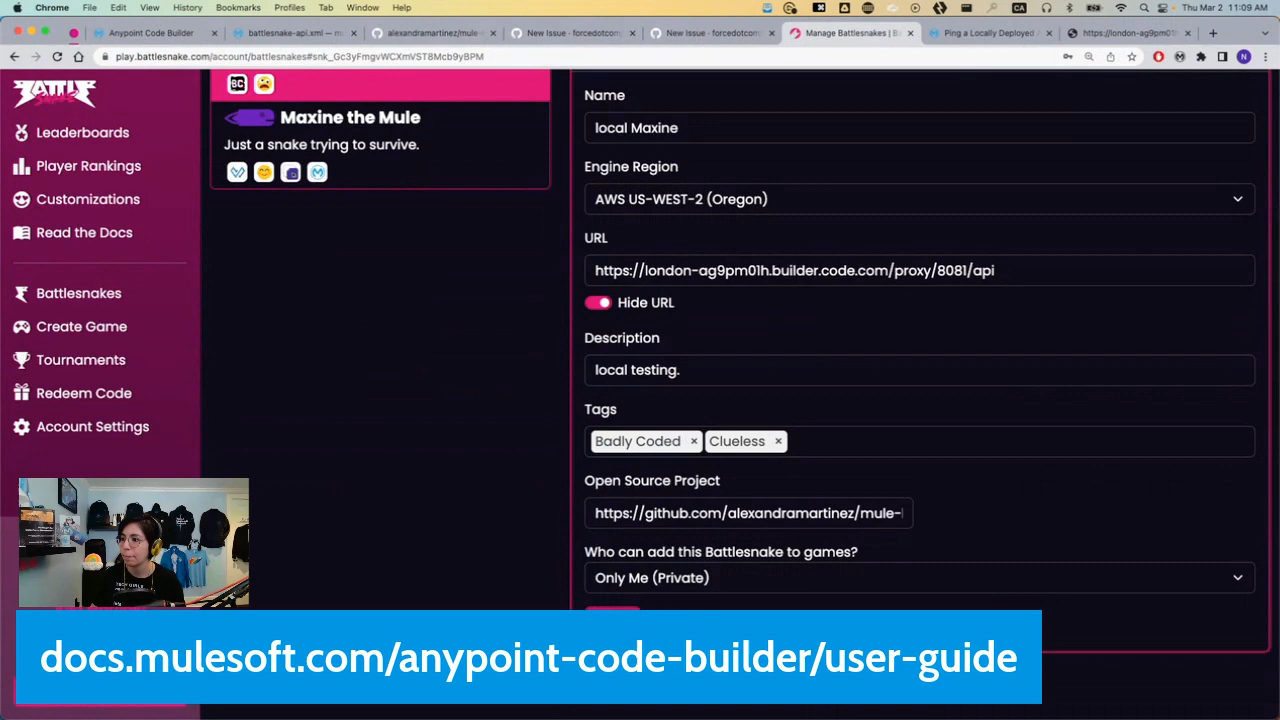 Chrome File Edit View History Bookmarks Profiles Tab Window Help Thu Mar 2 11:09 AM
Anypoint Code Builder × battlesnake-api.xml — mu × alexandramartinez/mule- × New Issue · forcedotcom × New Issue · forcedotcom × Manage Battlesnakes | B × Ping a Locally Deployed × https://london-ag9pm01h ×
play.battlesnake.com/account/battlesnakes#snk_Gc3yFmgvWCXmVST8Mcb9yBPM
BATTLE SNAKE
Leaderboards
Player Rankings
Customizations
Read the Docs
Battlesnakes
Create Game
Tournaments
Redeem Code
Account Settings
BC
Maxine the Mule
Just a snake trying to survive.
Name
local Maxine
Engine Region
AWS US-WEST-2 (Oregon)
URL
https://london-ag9pm01h.builder.code.com/proxy/8081/api
Hide URL
Description
local testing.
Tags
Badly Coded × Clueless ×
Open Source Project
https://github.com/alexandramartinez/mule-
Who can add this Battlesnake to games?
Only Me (Private)
TECH GIRLS
docs.mulesoft.com/anypoint-code-builder/user-guide